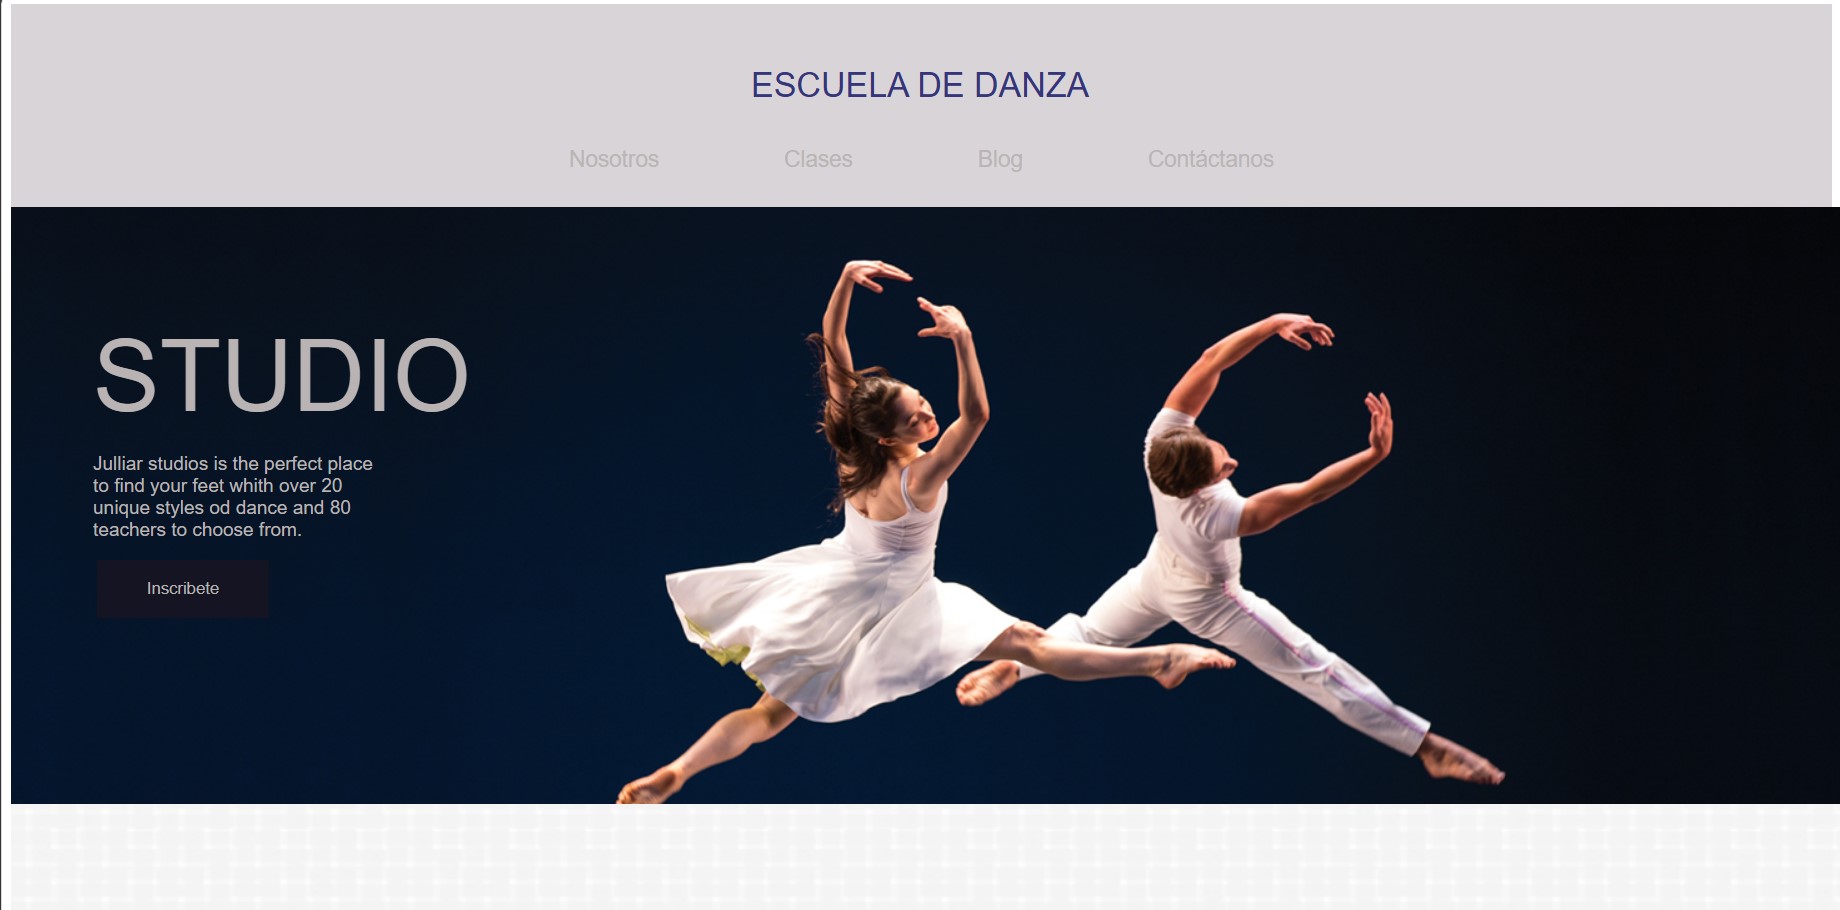 ESCUELA DE DANZA
Nosotros Clases Blog Contáctanos
STUDIO
Julliar studios is the perfect place
to find your feet whith over 20
unique styles od dance and 80
teachers to choose from.
Inscribete